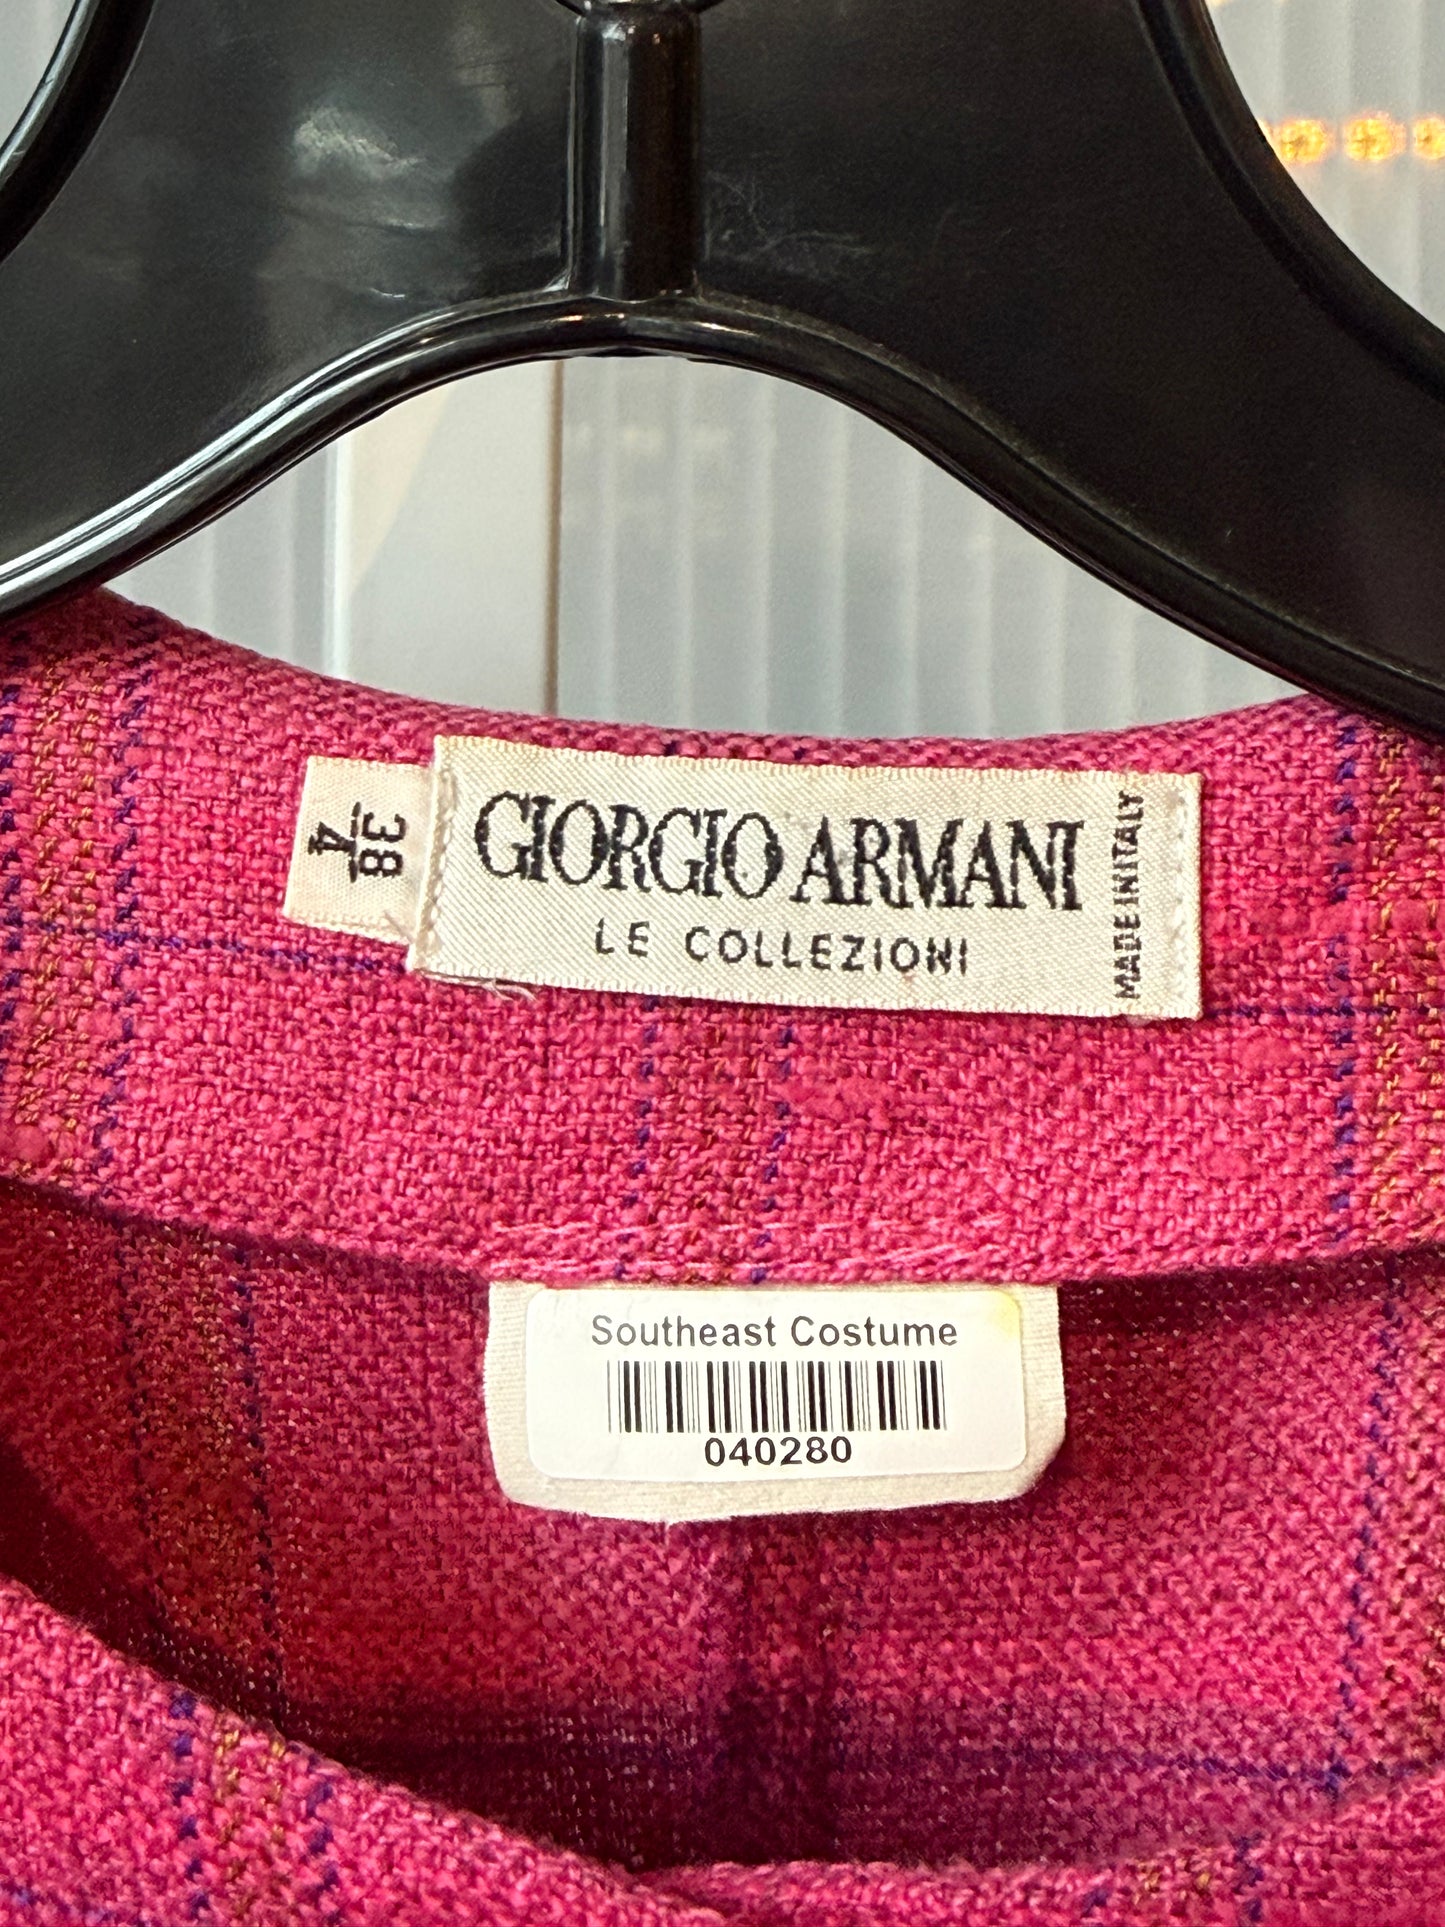 38
4
GIORGIO ARMANI
LE COLLEZIONI
MADE IN ITALY
Southeast Costume
040280